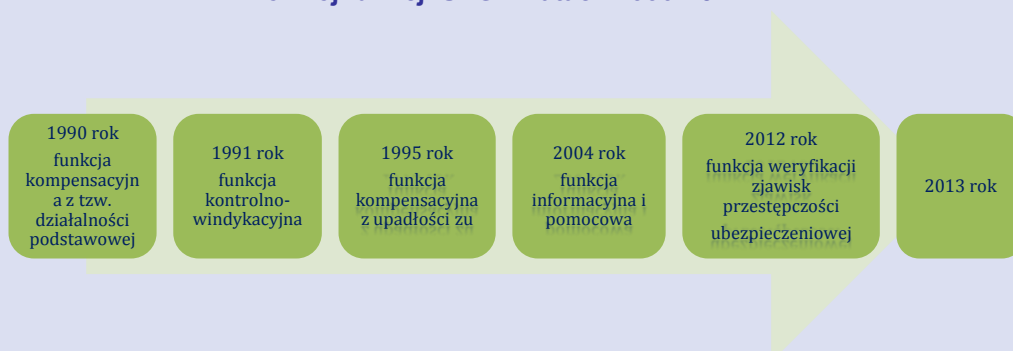 1990 rok
funkcja
kompensacyjn
a z tzw.
działalności
podstawowej
1991 rok
funkcja
kontrolno-
windykacyjna
1995 rok
funkcja
kompensacyjna
z upadłości zu
2004 rok
funkcja
informacyjna i
pomocowa
2012 rok
funkcja weryfikacji
zjawisk
przestępczości
ubezpieczeniowej
2013 rok